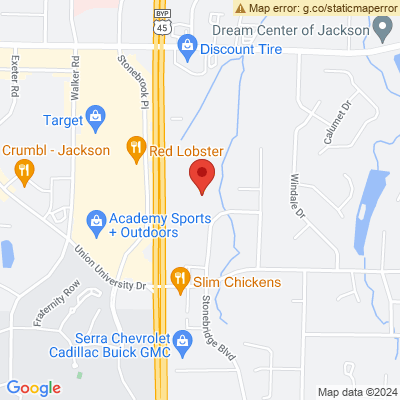 Map error: g.co/staticmaperror
BYP
45
Dream Center of Jackson
Discount Tire
Exeter Rd
Walker Rd
Stonebrook Pl
Calumet Dr
Target
Crumbl - Jackson
Red Lobster
Windale Dr
Academy Sports
+ Outdoors
Union University Dr
Slim Chickens
Fraternity Row
Stonebridge Blvd
Serra Chevrolet
Cadillac Buick GMC
Google
Map data ©2024